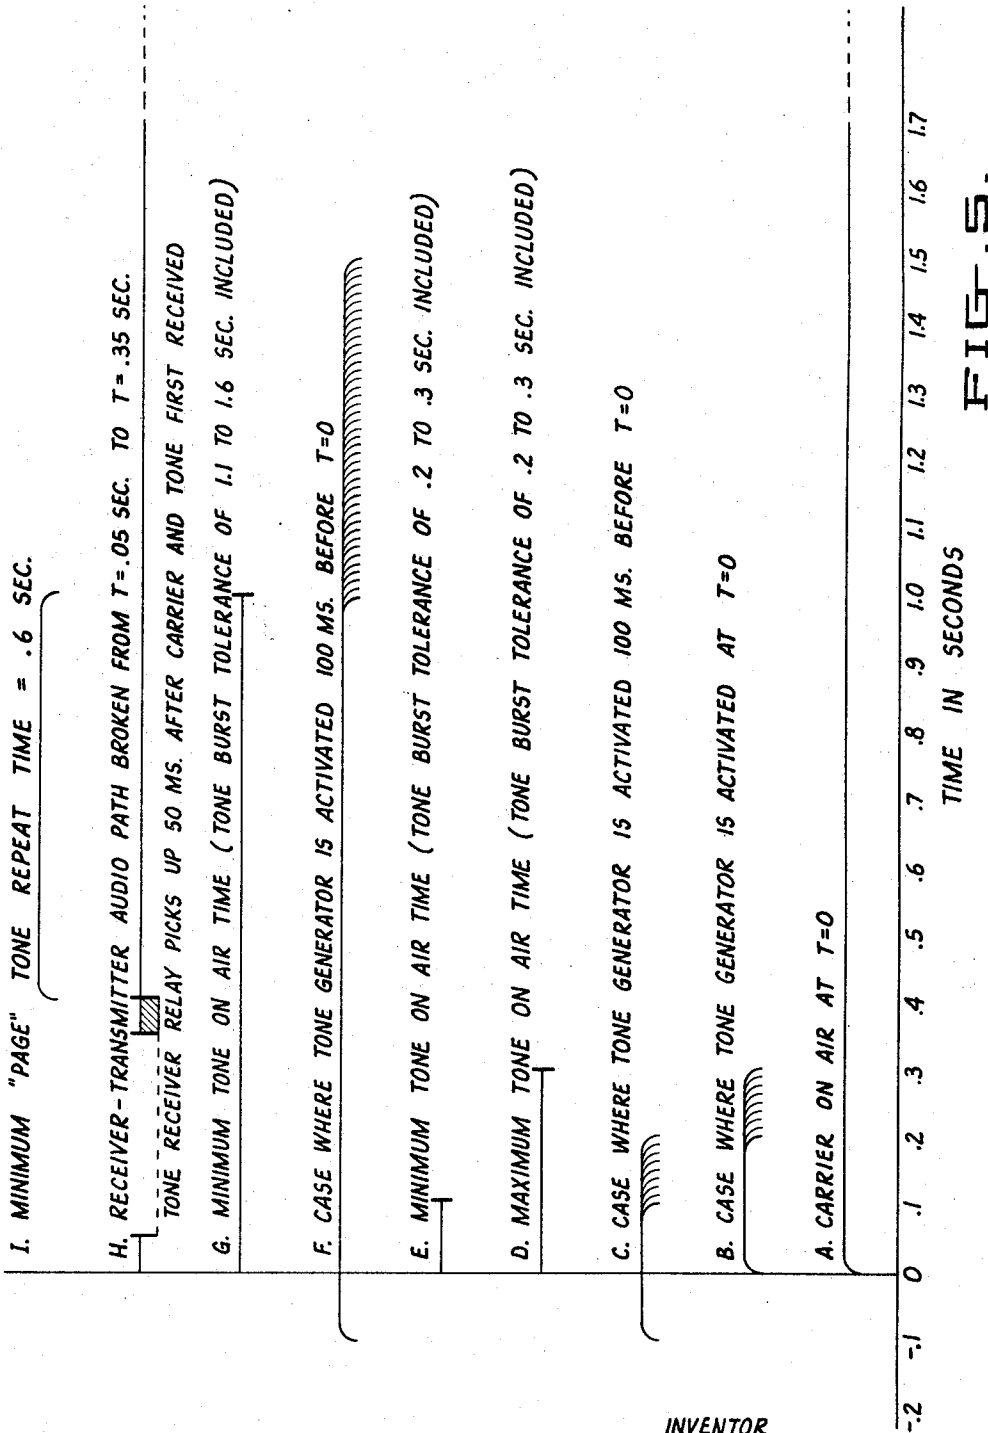 I. MINIMUM "PAGE" TONE REPEAT TIME = .6 SEC.
H. RECEIVER-TRANSMITTER AUDIO PATH BROKEN FROM T=.05 SEC. TO T=.35 SEC.
TONE RECEIVER RELAY PICKS UP 50 MS. AFTER CARRIER AND TONE FIRST RECEIVED
G. MINIMUM TONE ON AIR TIME (TONE BURST TOLERANCE OF 1.1 TO 1.6 SEC. INCLUDED)
F. CASE WHERE TONE GENERATOR IS ACTIVATED 100 MS. BEFORE T=0
E. MINIMUM TONE ON AIR TIME (TONE BURST TOLERANCE OF .2 TO .3 SEC. INCLUDED)
D. MAXIMUM TONE ON AIR TIME (TONE BURST TOLERANCE OF .2 TO .3 SEC. INCLUDED)
C. CASE WHERE TONE GENERATOR IS ACTIVATED 100 MS. BEFORE T=0
B. CASE WHERE TONE GENERATOR IS ACTIVATED AT T=0
A. CARRIER ON AIR AT T=0
-.2 -.1 0 .1 .2 .3 .4 .5 .6 .7 .8 .9 1.0 1.1 1.2 1.3 1.4 1.5 1.6 1.7
TIME IN SECONDS
FIG.5.
INVENTOR